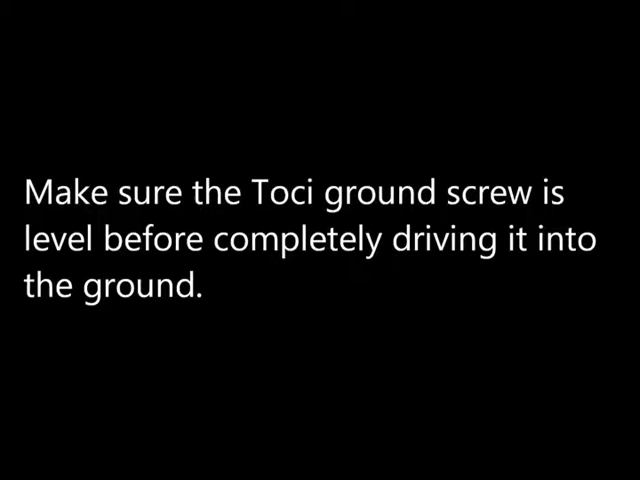 Make sure the Toci ground screw is
level before completely driving it into
the ground.